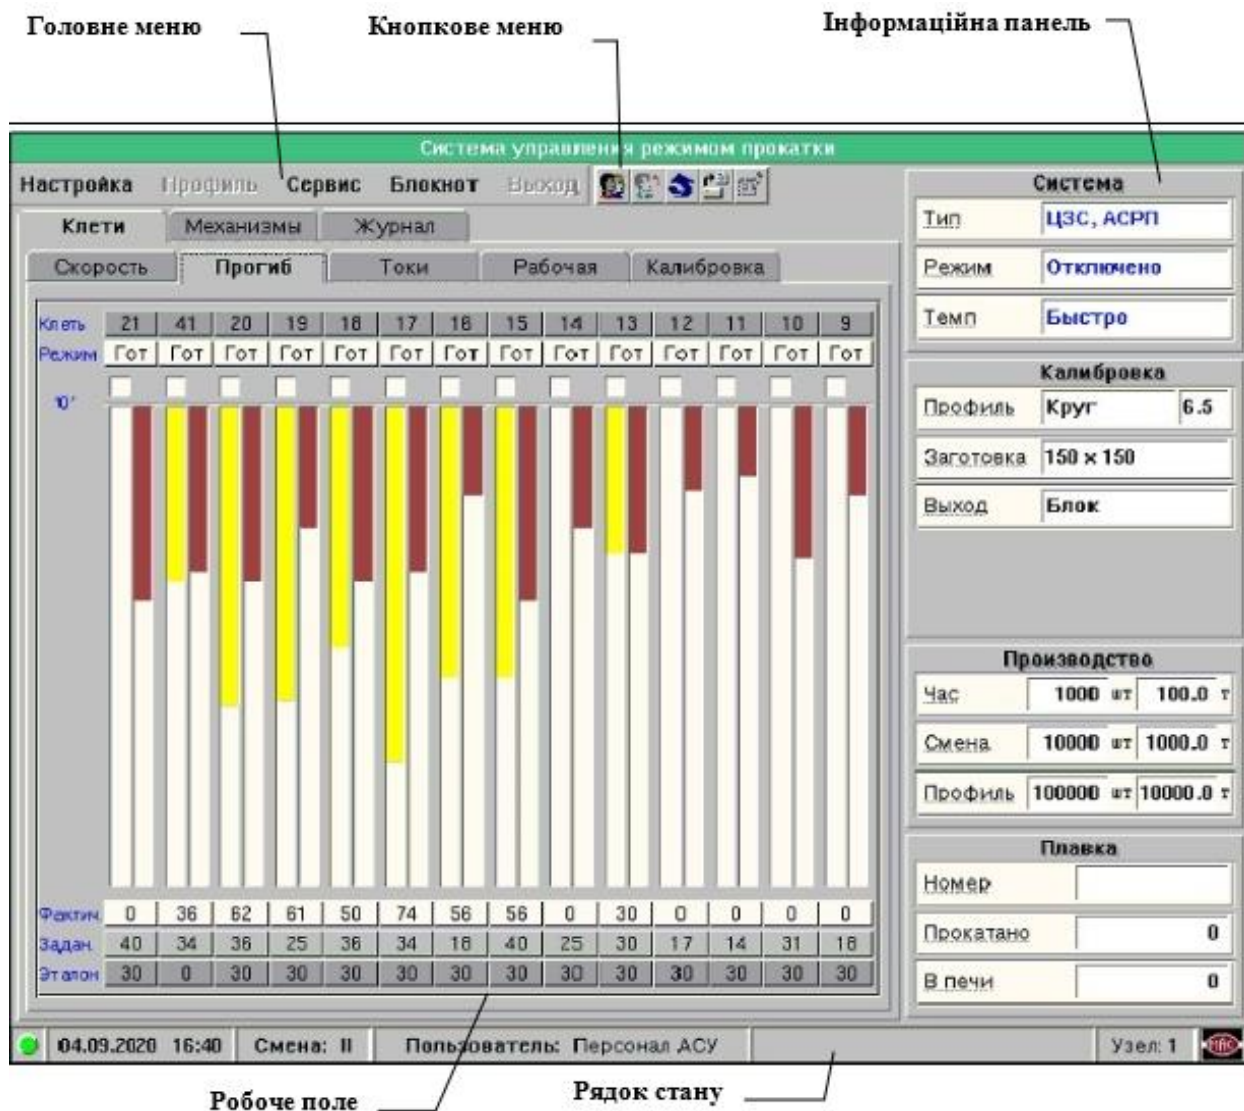 Головне меню Кнопкове меню Інформаційна панель
Система управления режимом прокатки
Настройка Профиль Сервис Блокнот Выход
Клети Механизмы Журнал
Скорость Прогиб Токи Рабочая Калибровка
Клеть 21 41 20 19 18 17 16 15 14 13 12 11 10 9
Режим Гот Гот Гот Гот Гот Гот Гот Гот Гот Гот Гот Гот Гот Гот
10°
Фактич. 0 36 62 61 50 74 56 56 0 30 0 0 0 0
Задан. 40 34 36 25 36 34 18 40 25 30 17 14 31 18
Эталон 30 0 30 30 30 30 30 30 30 30 30 30 30 30
Система
Тип ЦЗС, АСРП
Режим Отключено
Темп Быстро
Калибровка
Профиль Круг 6.5
Заготовка 150 × 150
Выход Блок
Производство
Час 1000 шт 100.0 т
Смена 10000 шт 1000.0 т
Профиль 100000 шт 10000.0 т
Плавка
Номер
Прокатано 0
В печи 0
04.09.2020 16:40 Смена: II Пользователь: Персонал АСУ Узел: 1
Робоче поле Рядок стану